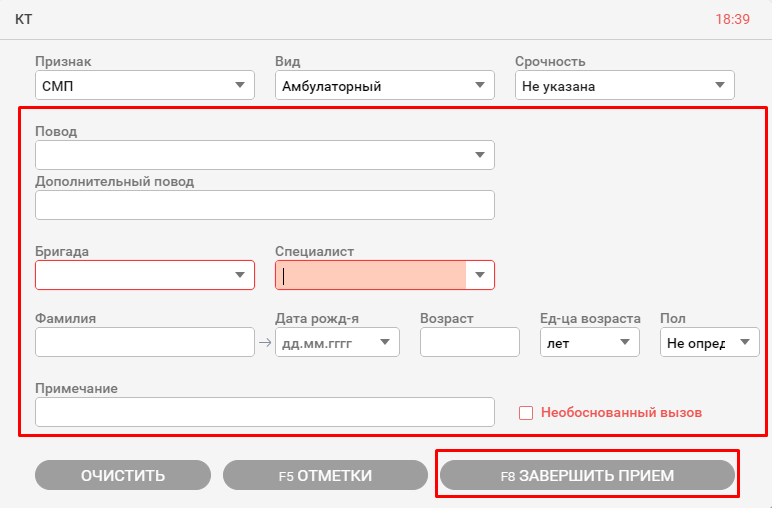 КТ 18:39
Признак Вид Срочность
СМП Амбулаторный Не указана
Повод
Дополнительный повод
Бригада Специалист
Фамилия Дата рожд-я Возраст Ед-ца возраста Пол
дд.мм.гггг лет Не опред
Примечание
Необоснованный вызов
ОЧИСТИТЬ F5 ОТМЕТКИ F8 ЗАВЕРШИТЬ ПРИЕМ